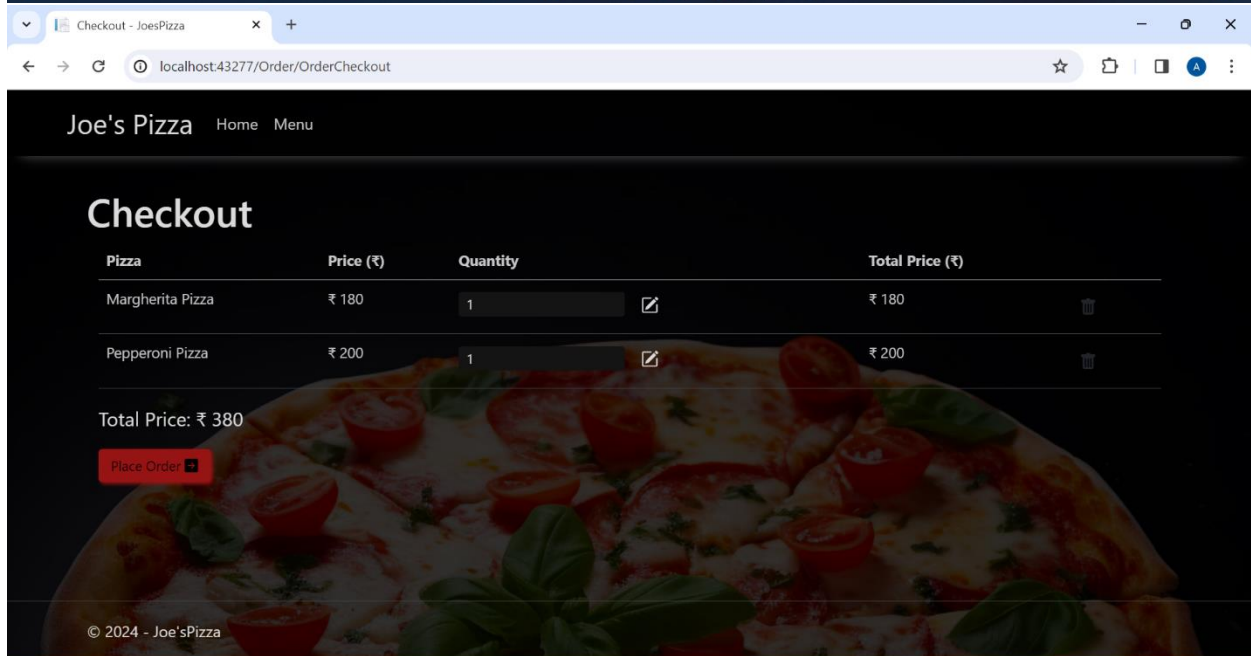 Checkout - JoesPizza
localhost:43277/Order/OrderCheckout
A
Joe's Pizza Home Menu
Checkout
Pizza Price (₹) Quantity Total Price (₹)
Margherita Pizza ₹ 180 1 ₹ 180
Pepperoni Pizza ₹ 200 1 ₹ 200
Total Price: ₹ 380
Place Order
© 2024 - Joe'sPizza